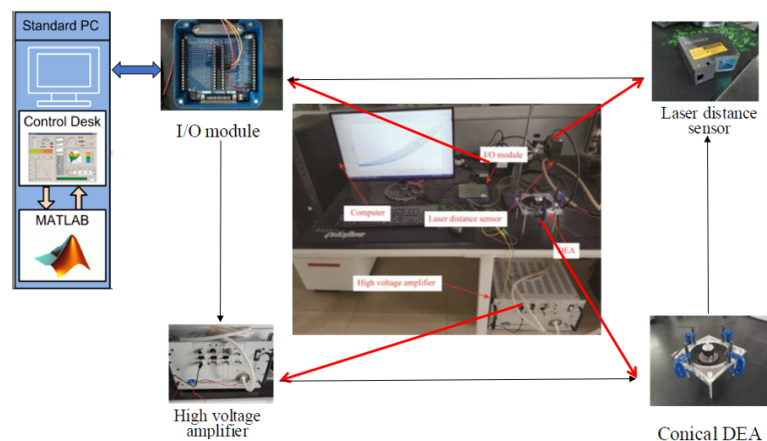 Standard PC
Control Desk
MATLAB
I/O module
Laser distance
sensor
I/O module
Computer
Laser distance sensor
DEA
High voltage amplifier
High voltage
amplifier
Conical DEA